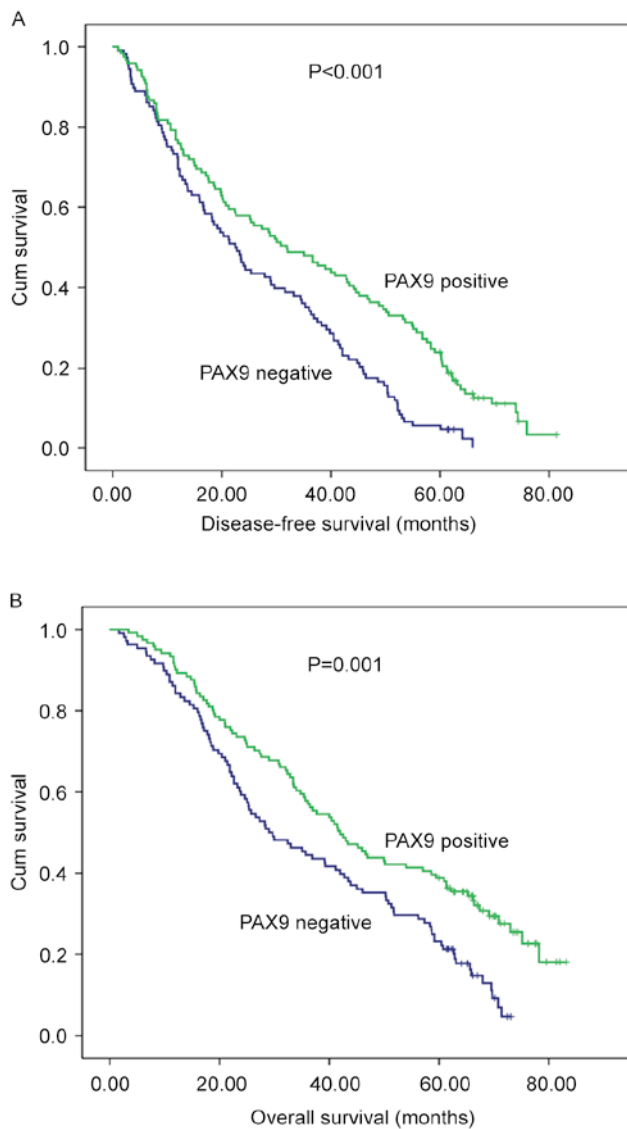 A
P<0.001
1.0
0.8
0.6
0.4
0.2
0.0
Cum survival
PAX9 positive
PAX9 negative
0.00 20.00 40.00 60.00 80.00
Disease-free survival (months)
B
P=0.001
1.0
0.8
0.6
0.4
0.2
0.0
Cum survival
PAX9 positive
PAX9 negative
0.00 20.00 40.00 60.00 80.00
Overall survival (months)